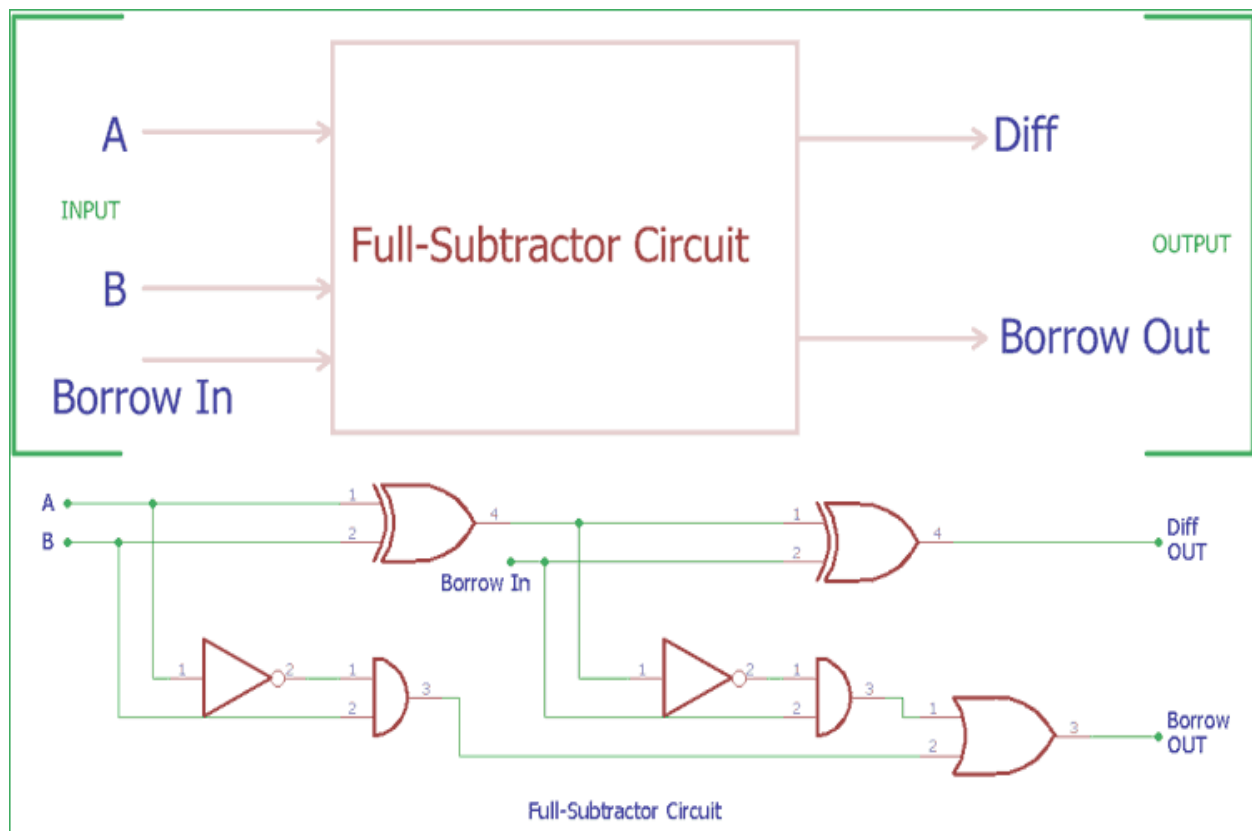 A
Diff
INPUT
Full-Subtractor Circuit
OUTPUT
B
Borrow Out
Borrow In
A
1
4
1
B
2
Borrow In
2
4
Diff
OUT
1
2
1
2
3
1
2
1
2
3
1
2
3
Borrow
OUT
Full-Subtractor Circuit